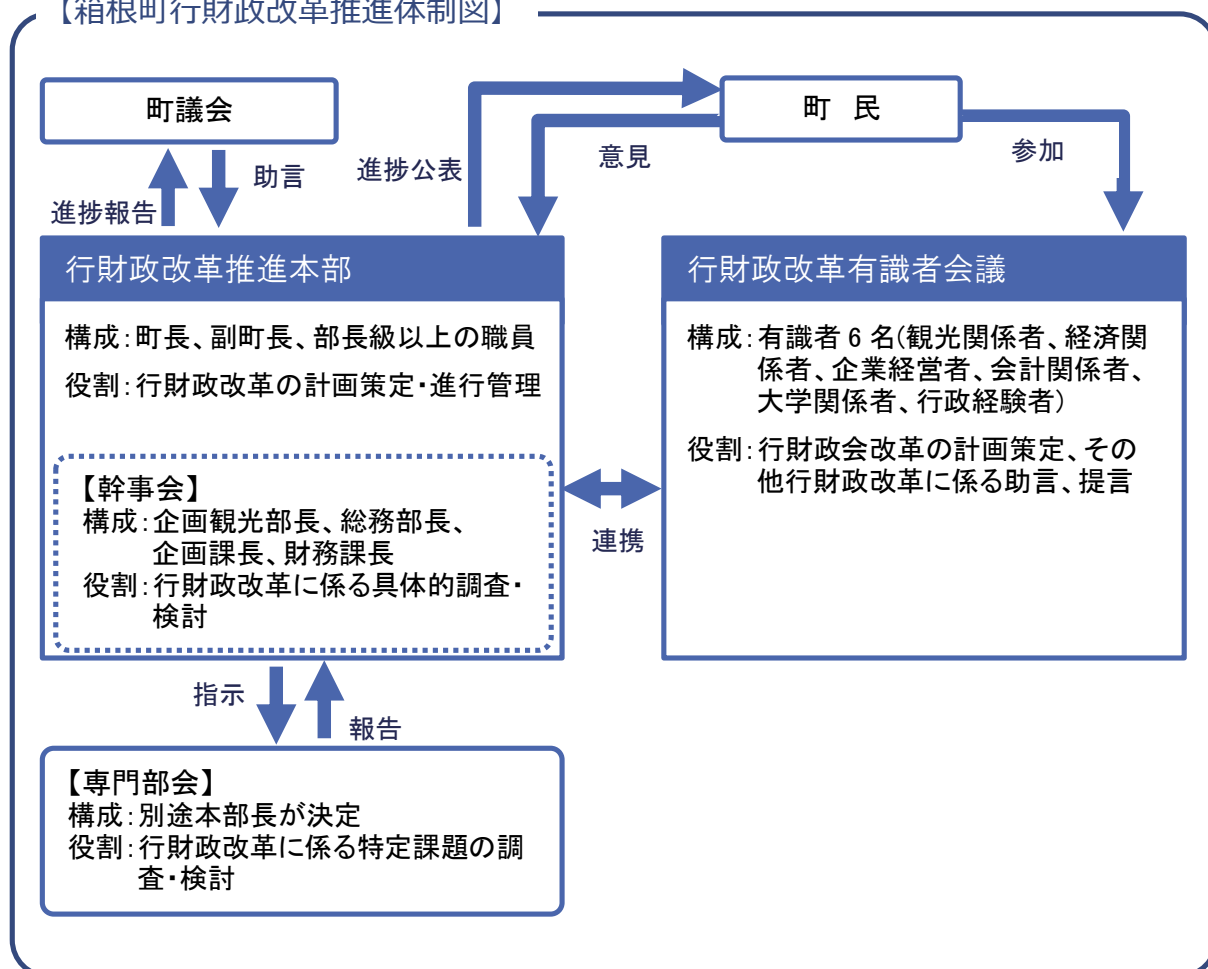 【箱根町行財政改革推進体制図】
町議会
町 民
進捗報告
助言
進捗公表
意見
参加
行財政改革推進本部
構成:町長、副町長、部長級以上の職員
役割:行財政改革の計画策定・進行管理
【幹事会】
構成:企画観光部長、総務部長、
企画課長、財務課長
役割:行財政改革に係る具体的調査・
検討
連携
行財政改革有識者会議
構成:有識者 6 名(観光関係者、経済関
係者、企業経営者、会計関係者、
大学関係者、行政経験者)
役割:行財政会改革の計画策定、その
他行財政改革に係る助言、提言
指示
報告
【専門部会】
構成:別途本部長が決定
役割:行財政改革に係る特定課題の調
査・検討